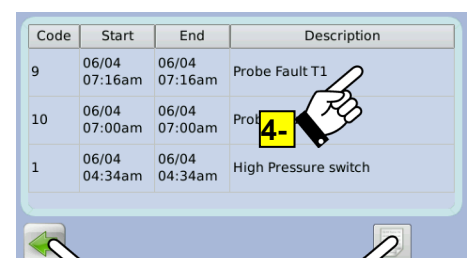 Code Start End Description
9 06/04 07:16am 06/04 07:16am Probe Fault T1
10 06/04 07:00am 06/04 07:00am
4-
1 06/04 04:34am 06/04 04:34am High Pressure switch